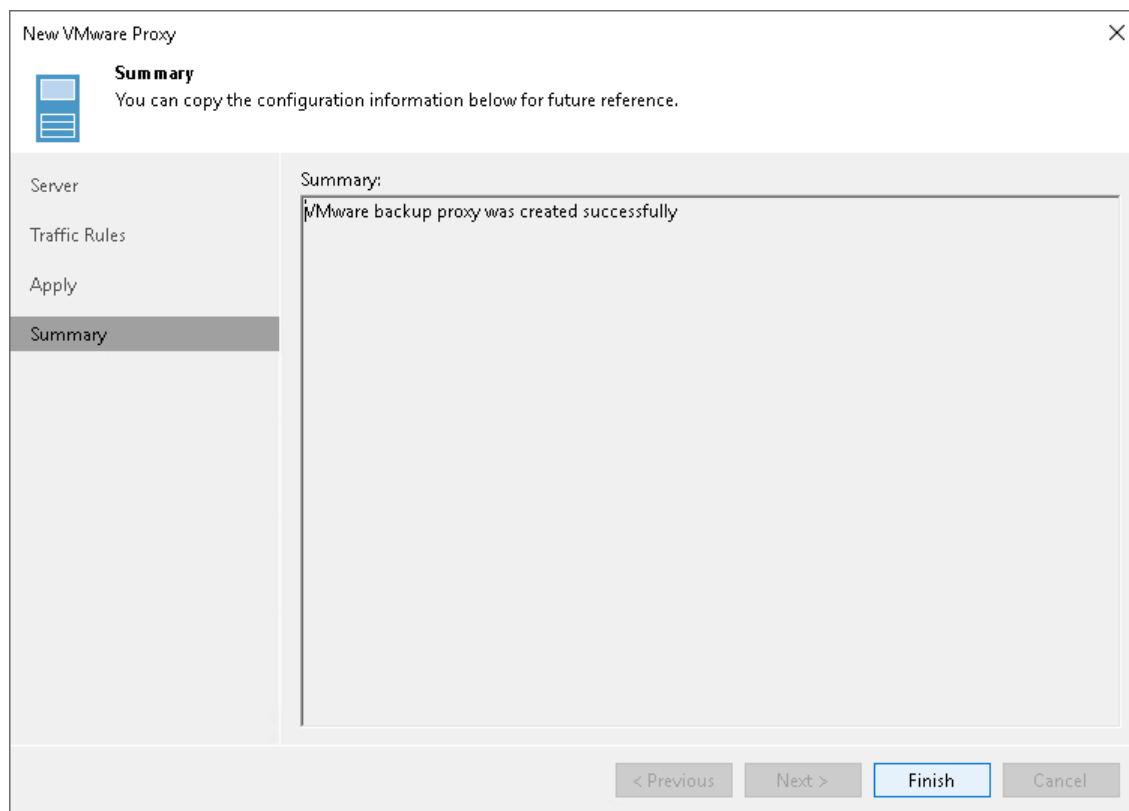 New VMware Proxy
Summary
You can copy the configuration information below for future reference.
Server
Traffic Rules
Apply
Summary
Summary:
VMware backup proxy was created successfully
< Previous
Next >
Finish
Cancel